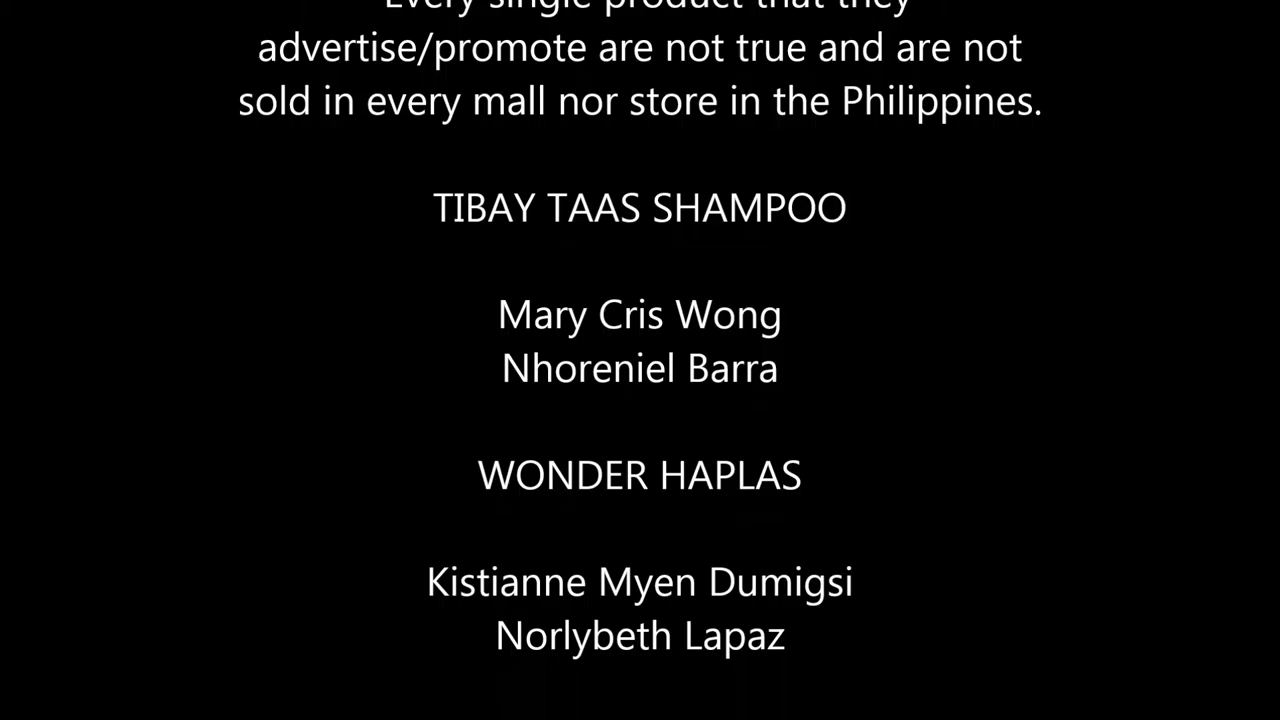 Every single product that they
advertise/promote are not true and are not
sold in every mall nor store in the Philippines.
TIBAY TAAS SHAMPOO
Mary Cris Wong
Nhoreniel Barra
WONDER HAPLAS
Kistianne Myen Dumigsi
Norlybeth Lapaz